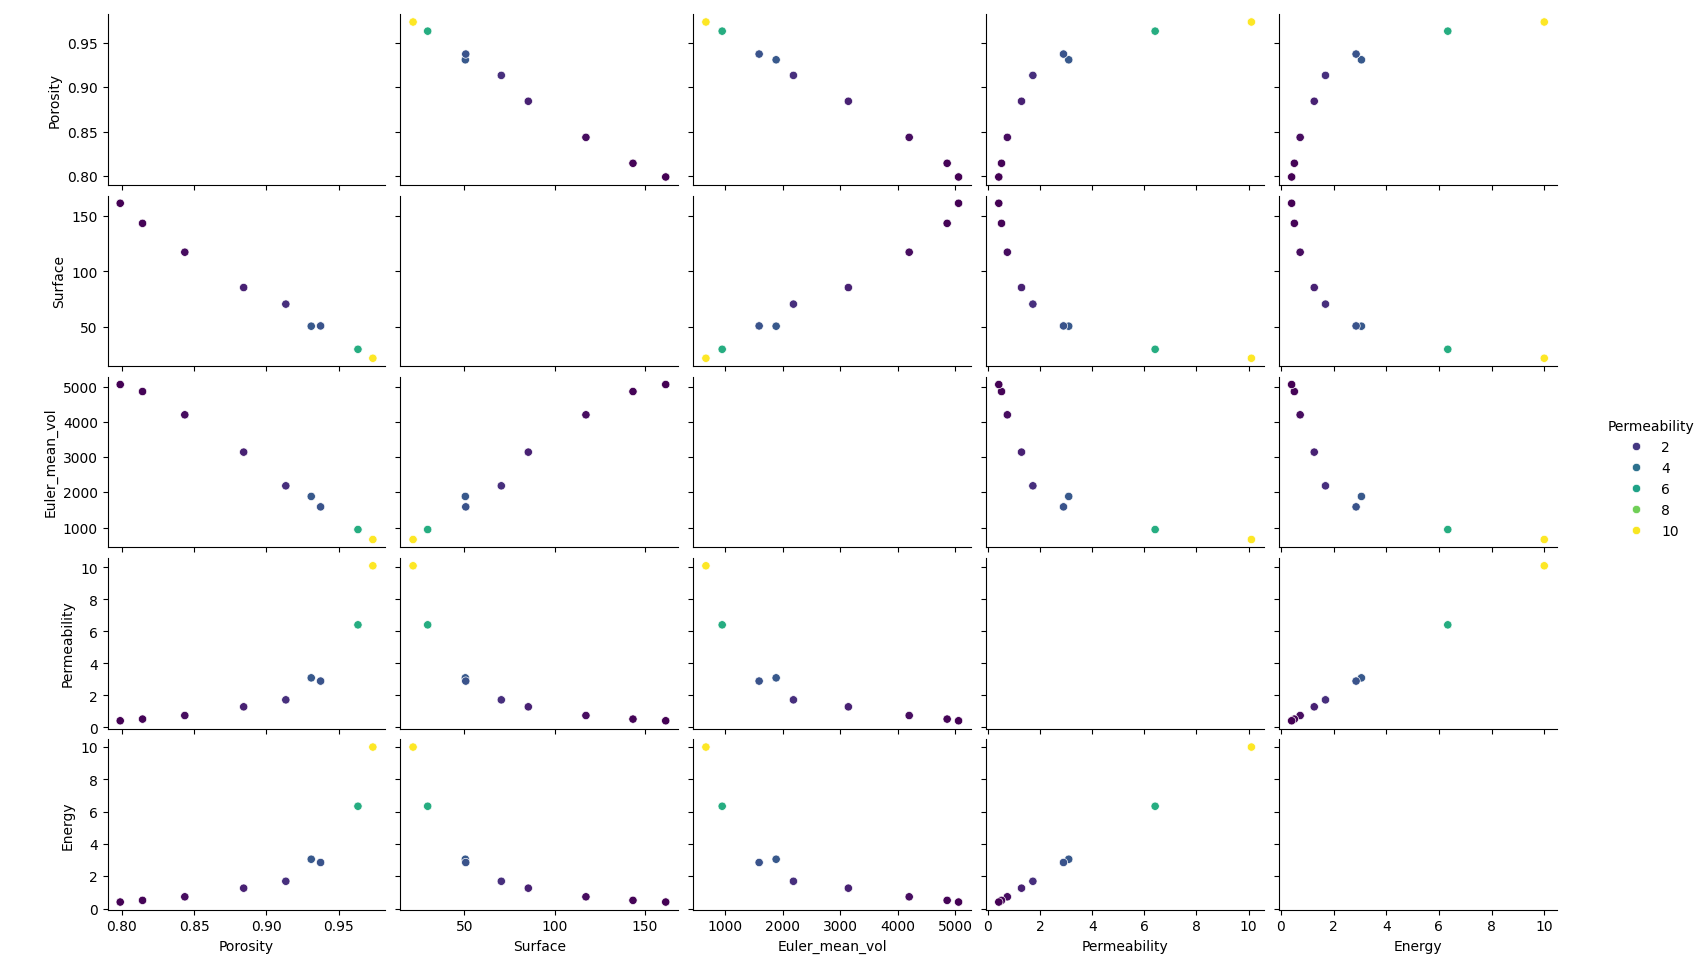 0.95
0.90
0.85
0.80
Porosity
150
100
50
Surface
5000
4000
3000
2000
1000
Euler_mean_vol
Permeability
2
4
6
8
10
10
8
6
4
2
0
Permeability
10
8
6
4
2
0
Energy
0.80 0.85 0.90 0.95
50 100 150
1000 2000 3000 4000 5000
0 2 4 6 8 10
0 2 4 6 8 10
Porosity
Surface
Euler_mean_vol
Permeability
Energy